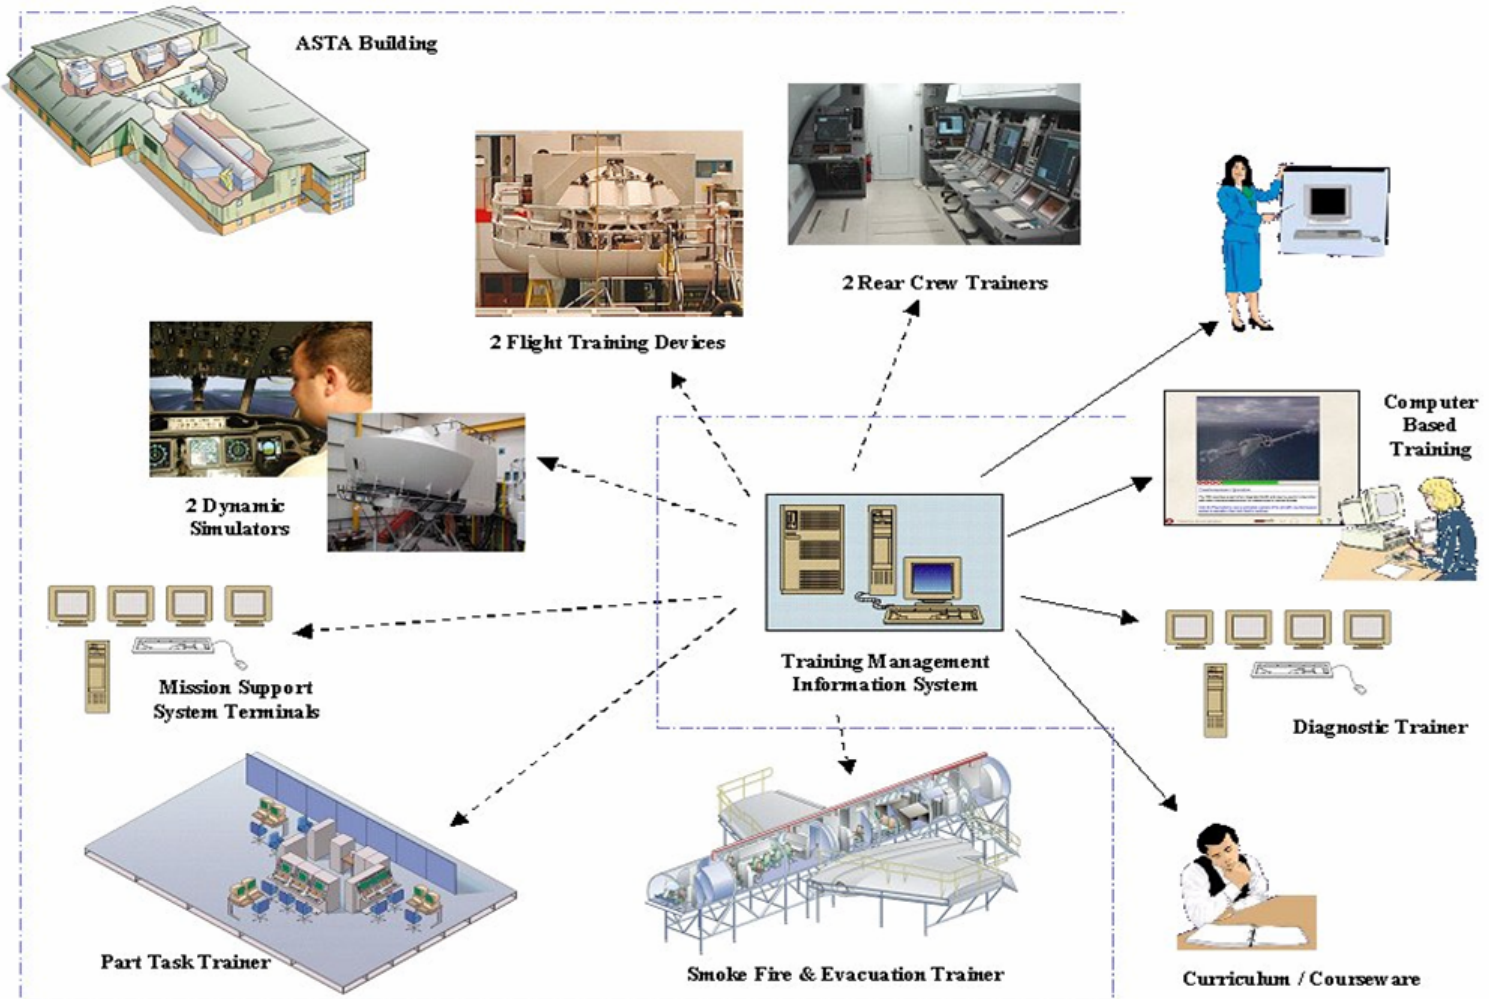 ASTA Building
2 Rear Crew Trainers
2 Flight Training Devices
Computer
Based
Training
2 Dynamic
Simulators
Training Management
Information System
Mission Support
System Terminals
Diagnostic Trainer
Part Task Trainer
Smoke Fire & Evacuation Trainer
Curriculum / Courseware